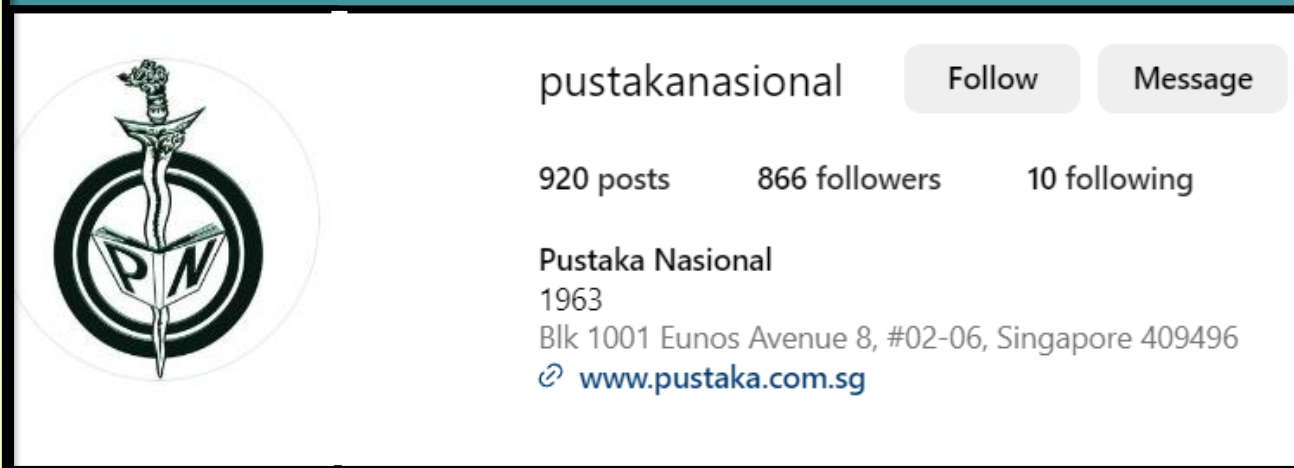 P N
pustakanasional Follow Message
920 posts 866 followers 10 following
Pustaka Nasional
1963
Blk 1001 Eunos Avenue 8, #02-06, Singapore 409496
www.pustaka.com.sg